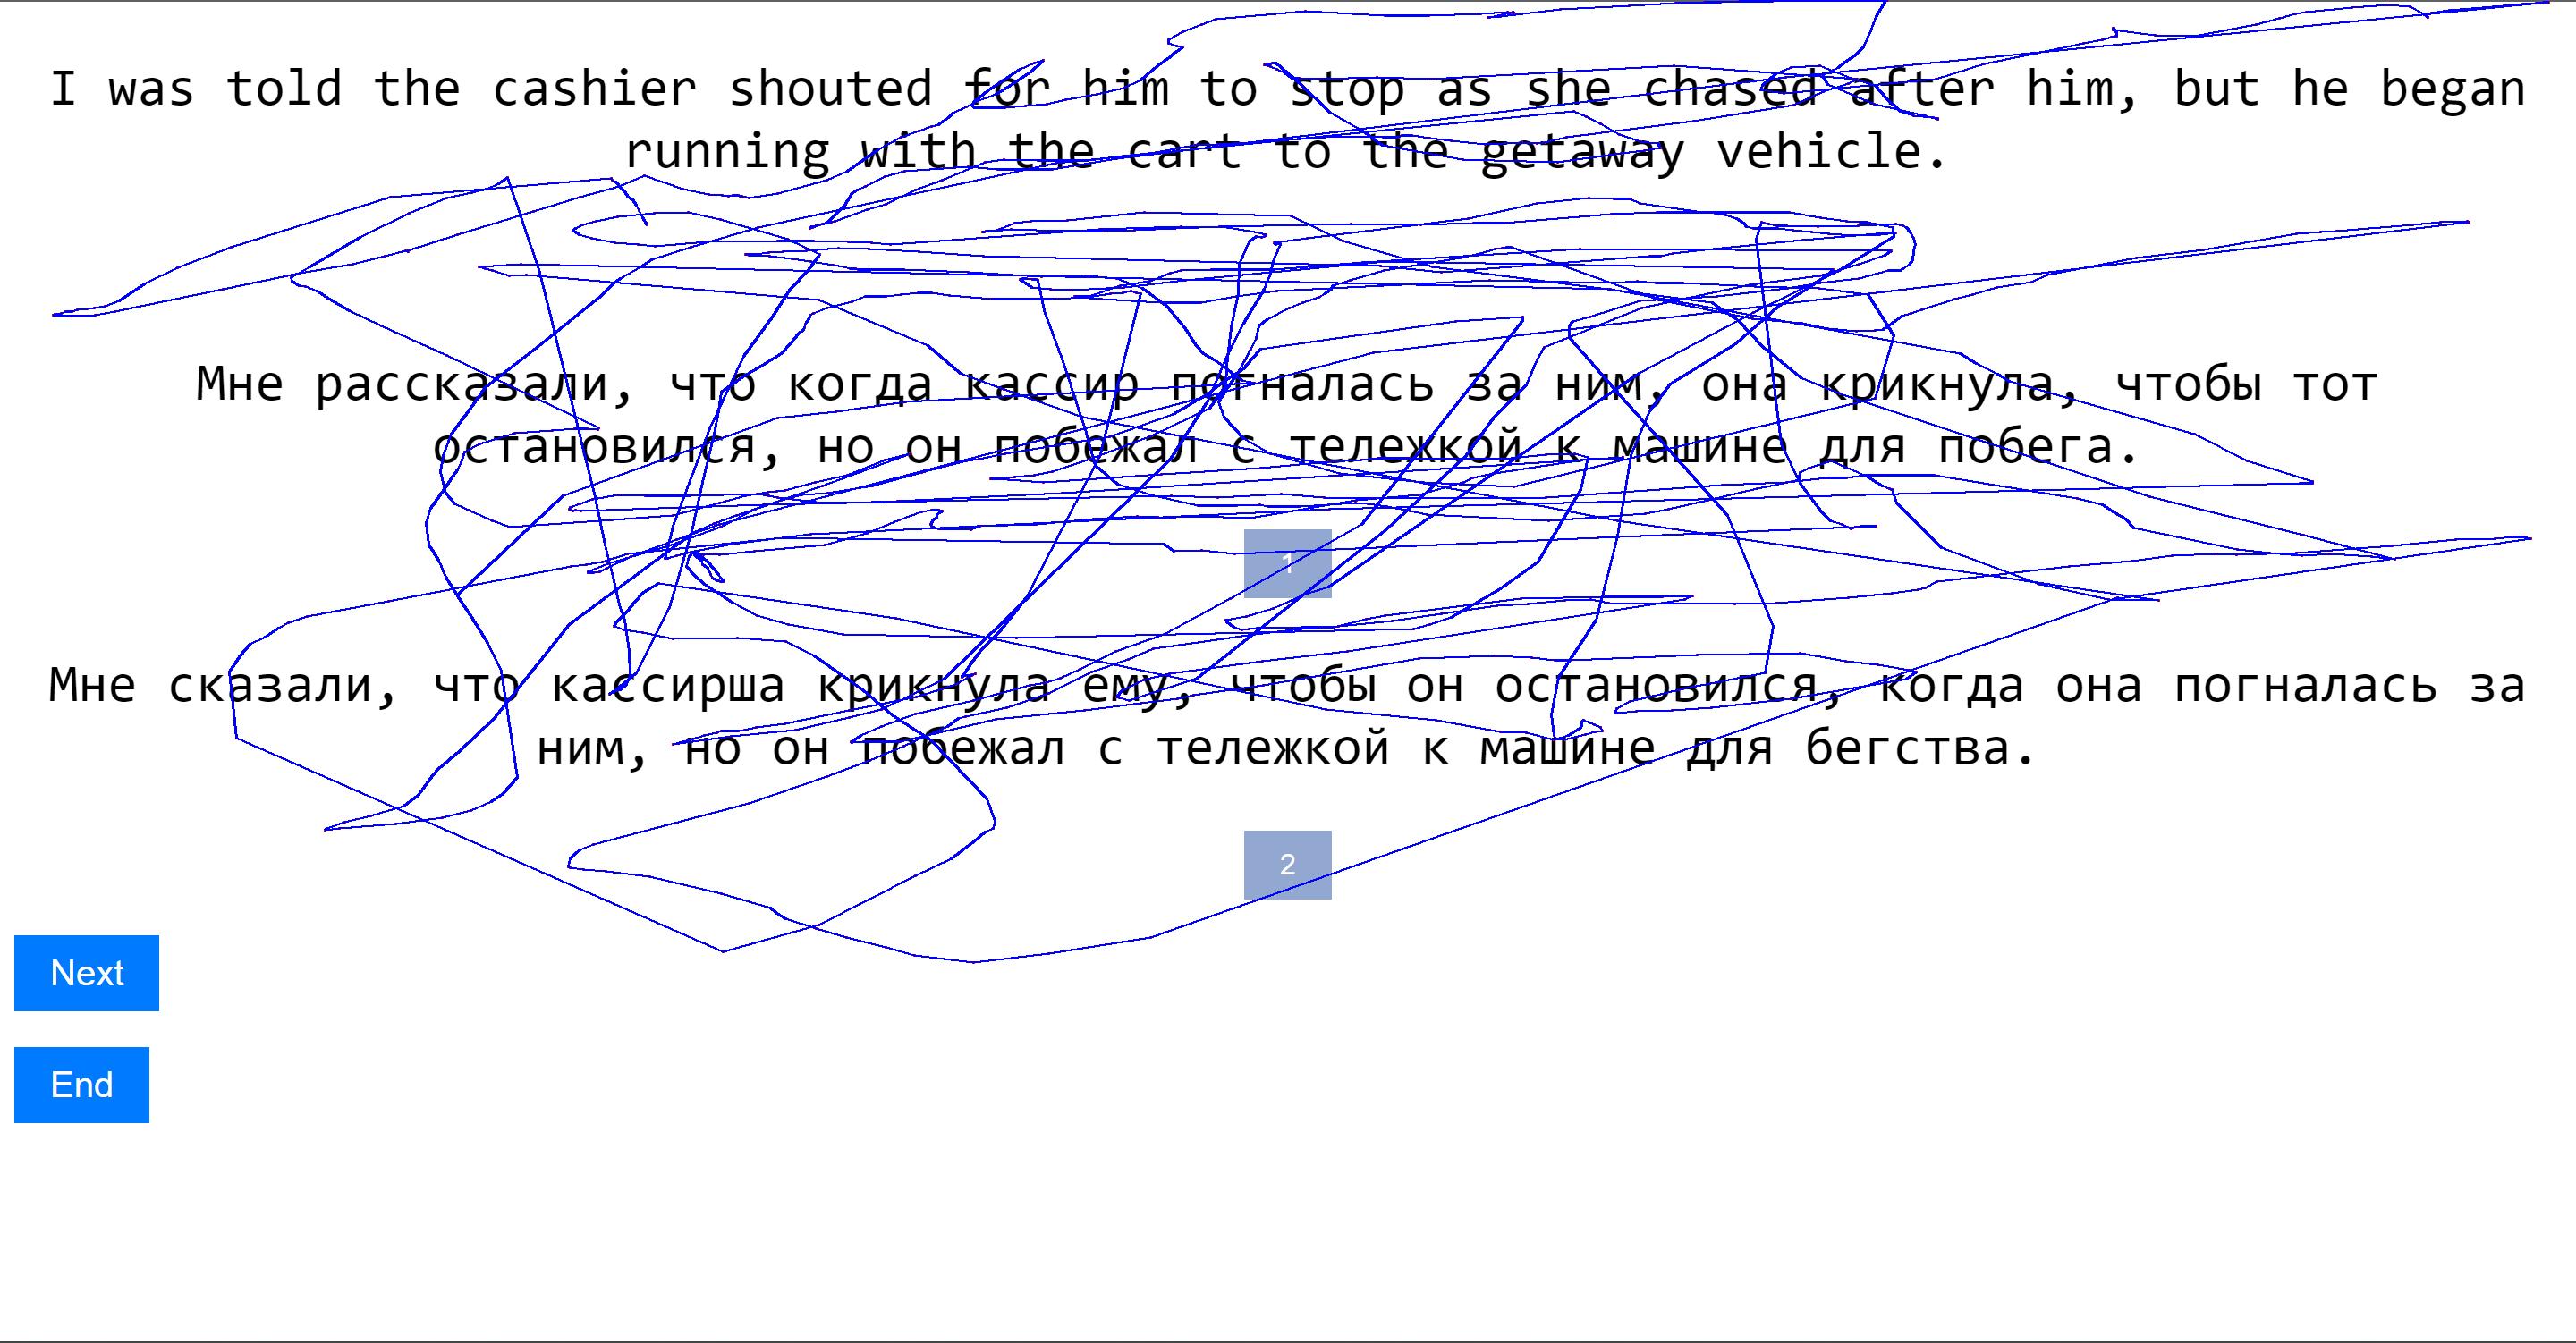 I was told the cashier shouted for him to stop as she chased after him, but he began
running with the cart to the getaway vehicle.
Мне рассказали, что когда кассир погналась за ним, она крикнула, чтобы тот
остановился, но он побежал с тележкой к машине для побега.
1
Мне сказали, что кассирша крикнула ему, чтобы он остановился, когда она погналась за
ним, но он побежал с тележкой к машине для бегства.
2
Next
End